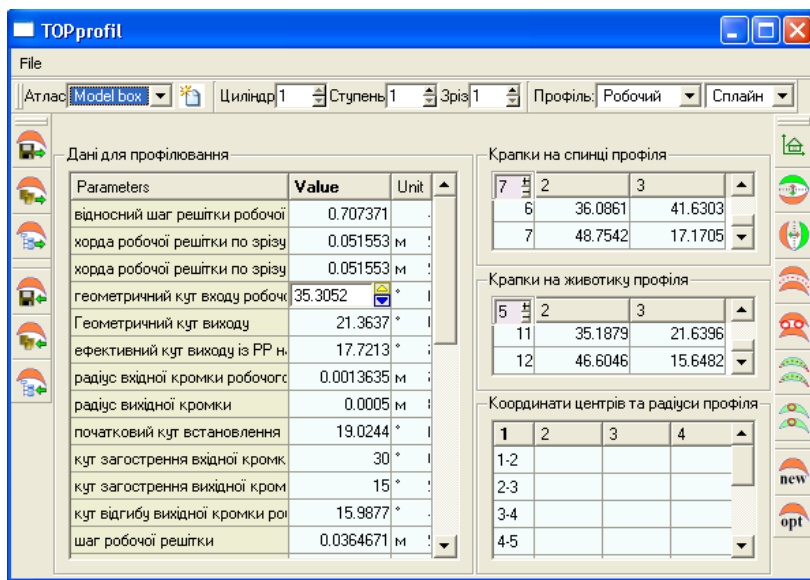 TOPprofil
File
Атлас Model box Циліндр 1 Ступень 1 Зріз 1 Профіль: Робочий Сплайн
Дані для профілювання
Parameters Value Unit
відносний шаг решітки робочої 0.707371
хорда робочої решітки по зрізу 0.051553 м
хорда робочої решітки по зрізу 0.051553 м
геометричний кут входу робоч 35.3052 °
Геометричний кут виходу 21.3637 °
ефективний кут виходу із РР н. 17.7213 °
радіус вхідної кромки робочого 0.0013635 м
радіус вихідної кромки 0.0005 м
початковий кут встановлення 19.0244 °
кут загострення вхідної кромк 30 °
кут загострення вихідної кром 15 °
кут відгибу вихідної кромки ро 15.9877 °
шаг робочої решітки 0.0364671 м
Крапки на спинці профіля
7 2 3
6 36.0861 41.6303
7 48.7542 17.1705
Крапки на животику профіля
5 2 3
11 35.1879 21.6396
12 46.6046 15.6482
Координати центрів та радіуси профіля
1 2 3 4
1-2
2-3
3-4
4-5
new
opt